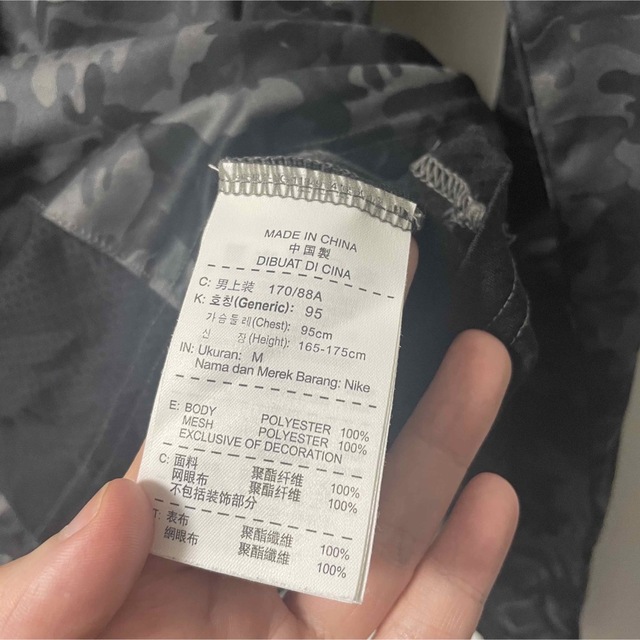 MADE IN CHINA
中国製
DIBUAT DI CINA
C: 男上装 170/88A
K: 호칭(Generic): 95
가슴둘레(Chest): 95cm
신 장(Height): 165-175cm
IN: Ukuran: M
Nama dan Merek Barang: Nike
E: BODY POLYESTER 100%
MESH POLYESTER 100%
EXCLUSIVE OF DECORATION
C: 面料 聚酯纤维 100%
网眼布 聚酯纤维 100%
不包括装饰部分
T: 表布 聚酯纖維 100%
網眼布 聚酯纖維 100%